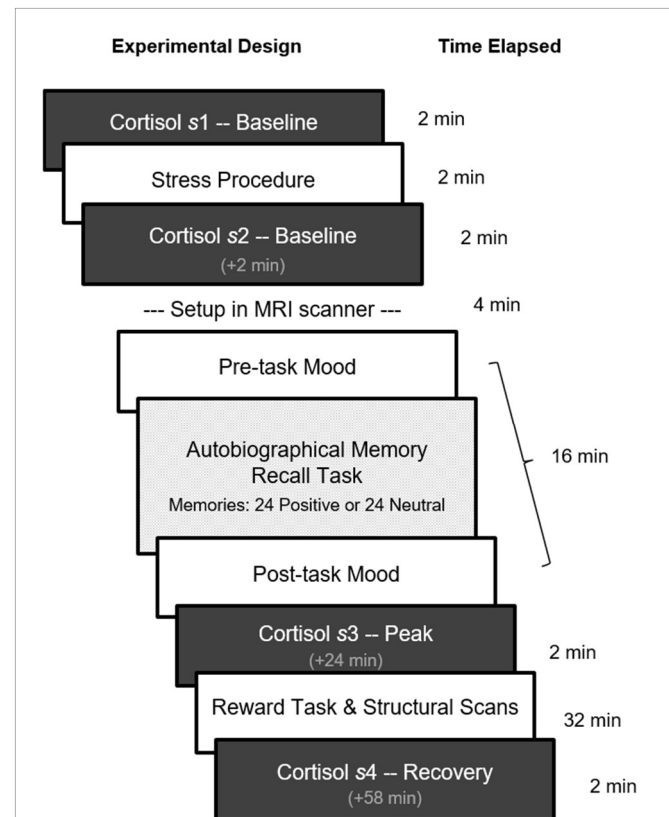 Experimental Design Time Elapsed
Cortisol s1 -- Baseline 2 min
Stress Procedure 2 min
Cortisol s2 -- Baseline 2 min
(+2 min)
--- Setup in MRI scanner --- 4 min
Pre-task Mood
Autobiographical Memory
Recall Task
Memories: 24 Positive or 24 Neutral
16 min
Post-task Mood
Cortisol s3 -- Peak
(+24 min)
2 min
Reward Task & Structural Scans 32 min
Cortisol s4 -- Recovery 2 min
(+58 min)